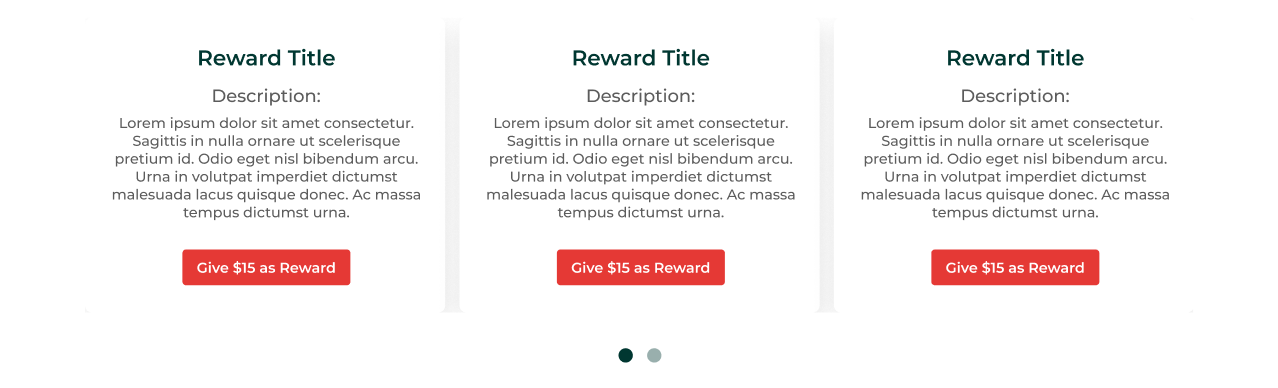 Reward Title
Description:
Lorem ipsum dolor sit amet consectetur.
Sagittis in nulla ornare ut scelerisque
pretium id. Odio eget nisl bibendum arcu.
Urna in volutpat imperdiet dictumst
malesuada lacus quisque donec. Ac massa
tempus dictumst urna.
Give $15 as Reward
Reward Title
Description:
Lorem ipsum dolor sit amet consectetur.
Sagittis in nulla ornare ut scelerisque
pretium id. Odio eget nisl bibendum arcu.
Urna in volutpat imperdiet dictumst
malesuada lacus quisque donec. Ac massa
tempus dictumst urna.
Give $15 as Reward
Reward Title
Description:
Lorem ipsum dolor sit amet consectetur.
Sagittis in nulla ornare ut scelerisque
pretium id. Odio eget nisl bibendum arcu.
Urna in volutpat imperdiet dictumst
malesuada lacus quisque donec. Ac massa
tempus dictumst urna.
Give $15 as Reward